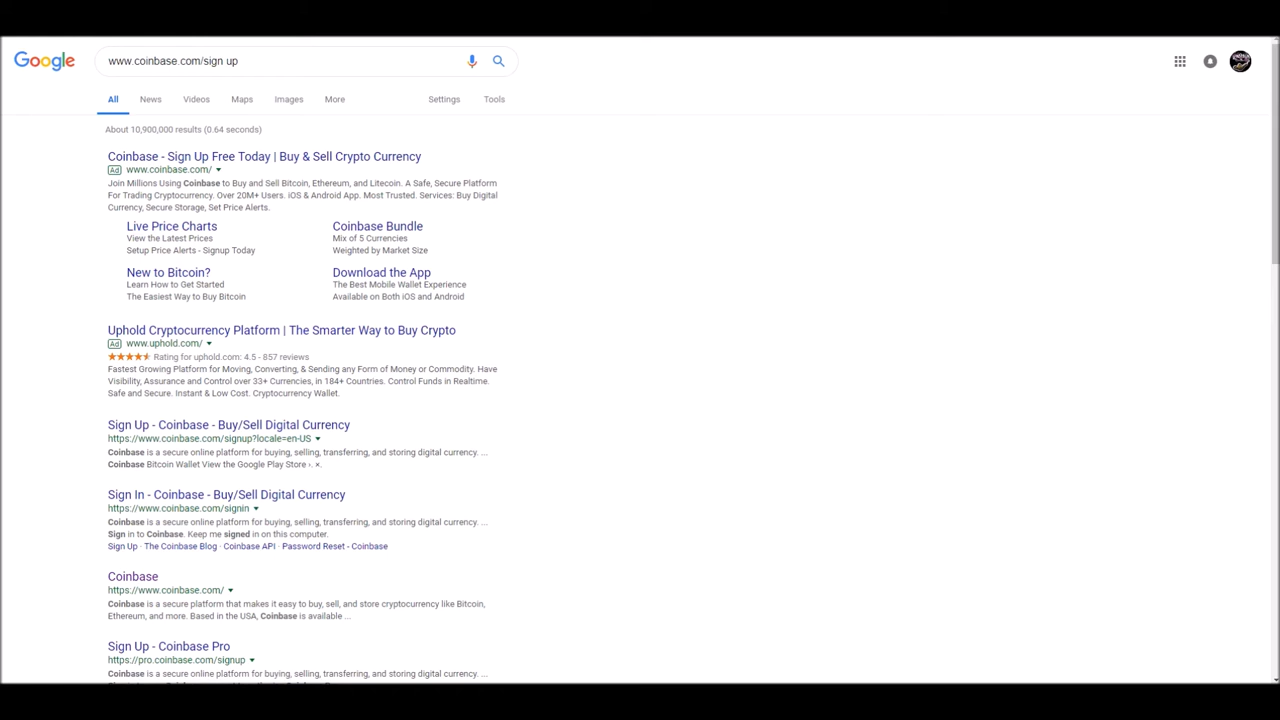 Google
www.coinbase.com/sign up
All News Videos Maps Images More Settings Tools
About 10,900,000 results (0.64 seconds)
Coinbase - Sign Up Free Today | Buy & Sell Crypto Currency
Ad www.coinbase.com/
Join Millions Using Coinbase to Buy and Sell Bitcoin, Ethereum, and Litecoin. A Safe, Secure Platform
For Trading Cryptocurrency. Over 20M+ Users. iOS & Android App. Most Trusted. Services: Buy Digital
Currency, Secure Storage, Set Price Alerts.
Live Price Charts
View the Latest Prices
Setup Price Alerts - Signup Today
Coinbase Bundle
Mix of 5 Currencies
Weighted by Market Size
New to Bitcoin?
Learn How to Get Started
The Easiest Way to Buy Bitcoin
Download the App
The Best Mobile Wallet Experience
Available on Both iOS and Android
Uphold Cryptocurrency Platform | The Smarter Way to Buy Crypto
Ad www.uphold.com/
Rating for uphold.com: 4.5 - 857 reviews
Fastest Growing Platform for Moving, Converting, & Sending any Form of Money or Commodity. Have
Visibility, Assurance and Control over 33+ Currencies, in 184+ Countries. Control Funds in Realtime.
Safe and Secure. Instant & Low Cost. Cryptocurrency Wallet.
Sign Up - Coinbase - Buy/Sell Digital Currency
https://www.coinbase.com/signup?locale=en-US
Coinbase is a secure online platform for buying, selling, transferring, and storing digital currency. ...
Coinbase Bitcoin Wallet View the Google Play Store ›. ×.
Sign In - Coinbase - Buy/Sell Digital Currency
https://www.coinbase.com/signin
Coinbase is a secure online platform for buying, selling, transferring, and storing digital currency. ...
Sign in to Coinbase. Keep me signed in on this computer.
Sign Up · The Coinbase Blog · Coinbase API · Password Reset - Coinbase
Coinbase
https://www.coinbase.com/
Coinbase is a secure platform that makes it easy to buy, sell, and store cryptocurrency like Bitcoin,
Ethereum, and more. Based in the USA, Coinbase is available ...
Sign Up - Coinbase Pro
https://pro.coinbase.com/signup
Coinbase is a secure online platform for buying, selling, transferring, and storing digital currency. ...